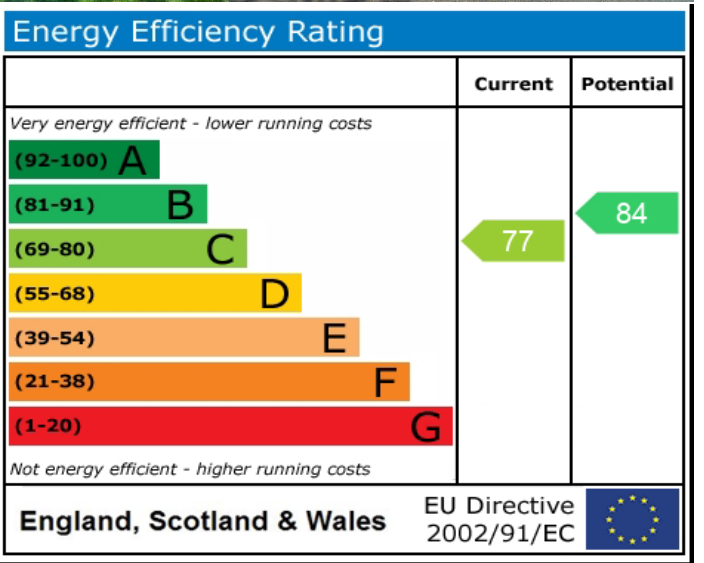 Energy Efficiency Rating
Current Potential
Very energy efficient - lower running costs
(92-100) A
(81-91) B
84
(69-80) C
77
(55-68) D
(39-54) E
(21-38) F
(1-20) G
Not energy efficient - higher running costs
England, Scotland & Wales
EU Directive
2002/91/EC